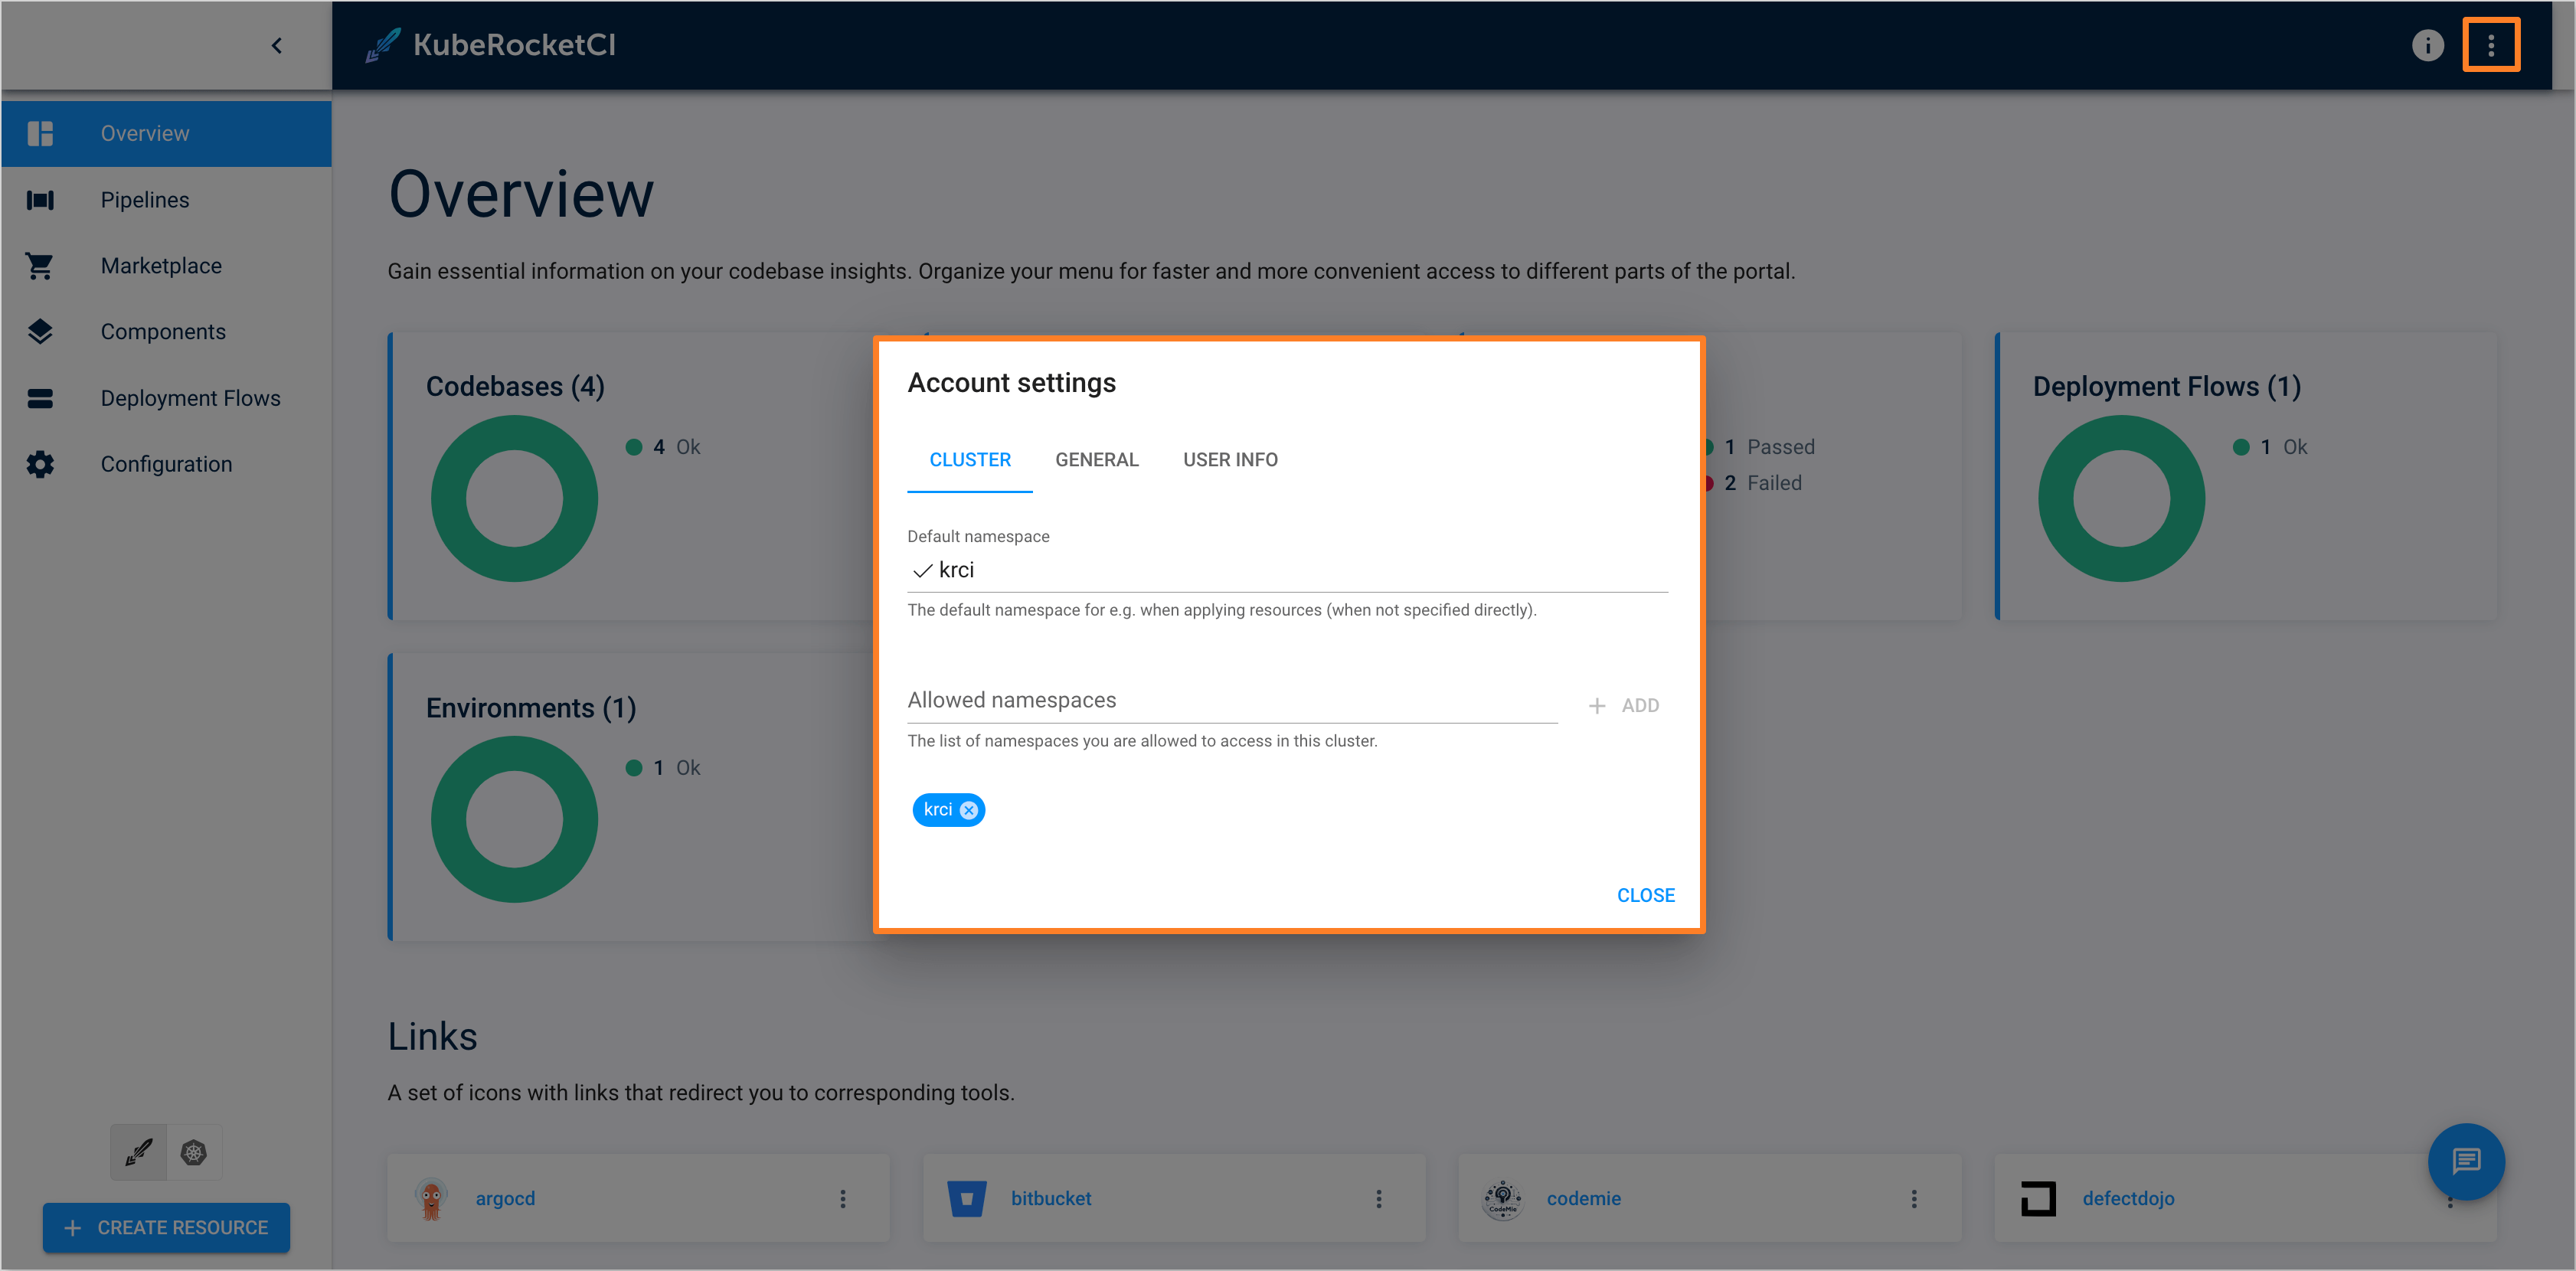 KubeRocketCI
Overview
Pipelines
Marketplace
Components
Deployment Flows
Configuration
CREATE RESOURCE
Overview
Gain essential information on your codebase insights. Organize your menu for faster and more convenient access to different parts of the portal.
Codebases (4)
4 Ok
1 Passed
2 Failed
Deployment Flows (1)
1 Ok
Environments (1)
1 Ok
Account settings
CLUSTER
GENERAL
USER INFO
Default namespace
krci
The default namespace for e.g. when applying resources (when not specified directly).
Allowed namespaces
ADD
The list of namespaces you are allowed to access in this cluster.
krci
CLOSE
Links
A set of icons with links that redirect you to corresponding tools.
argocd
bitbucket
CodeMie
codemie
defectdojo